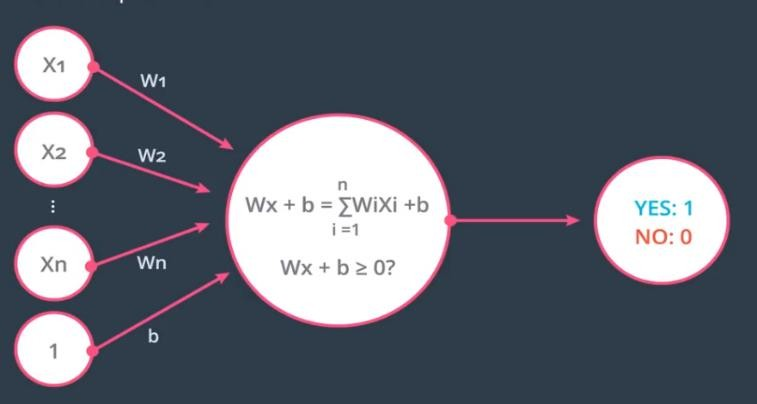 X1
W1
X2
W2
⋮
Xn
Wn
1
b
n
Wx + b = ∑WiXi +b
i =1
Wx + b ≥ 0?
YES: 1
NO: 0